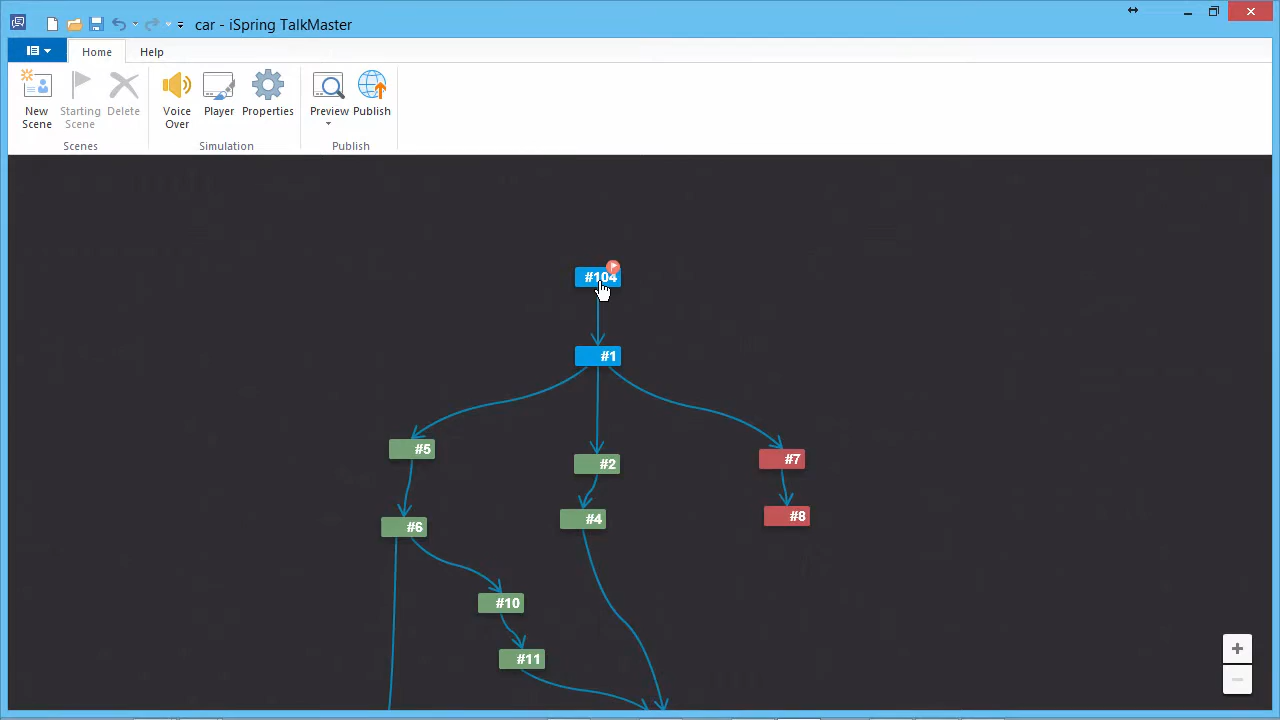 car - iSpring TalkMaster
Home Help
New Scene
Starting Scene
Delete
Voice Over
Player
Properties
Preview
Publish
Scenes
Simulation
Publish
#104
#1
#5
#2
#7
#6
#4
#8
#10
#11